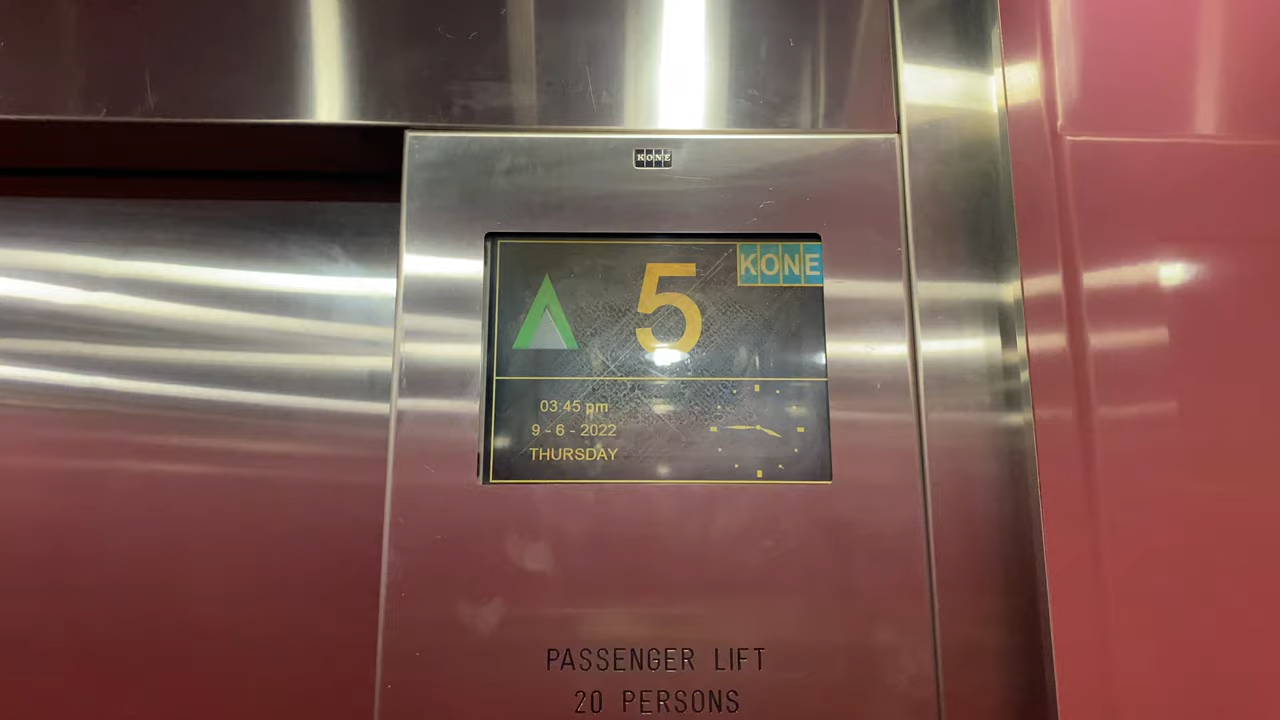 KONE
KONE
5
03:45 pm
9 - 6 - 2022
THURSDAY
PASSENGER LIFT
20 PERSONS